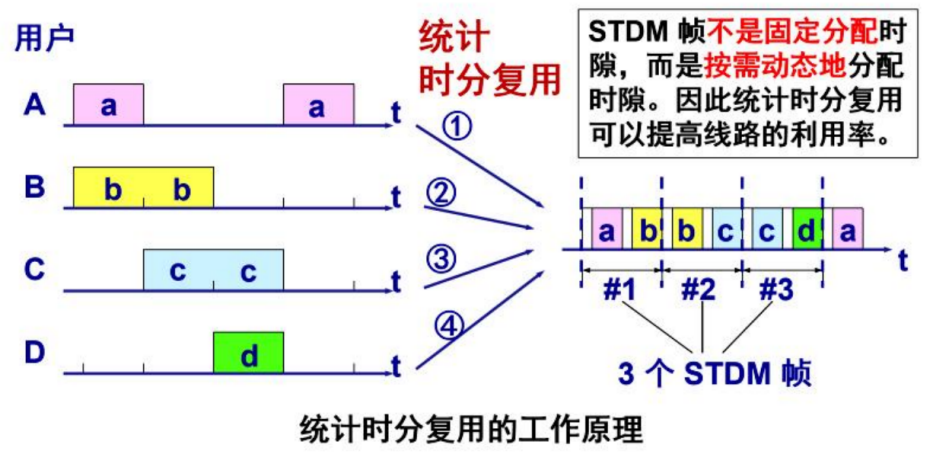 用户
统计
时分复用
STDM 帧不是固定分配时
隙，而是按需动态地分配
时隙。因此统计时分复用
可以提高线路的利用率。
A a a t
①
B b b t
②
C c c t
③
D d t
④
a b b c c d a
t
#1 #2 #3
3 个 STDM 帧
统计时分复用的工作原理